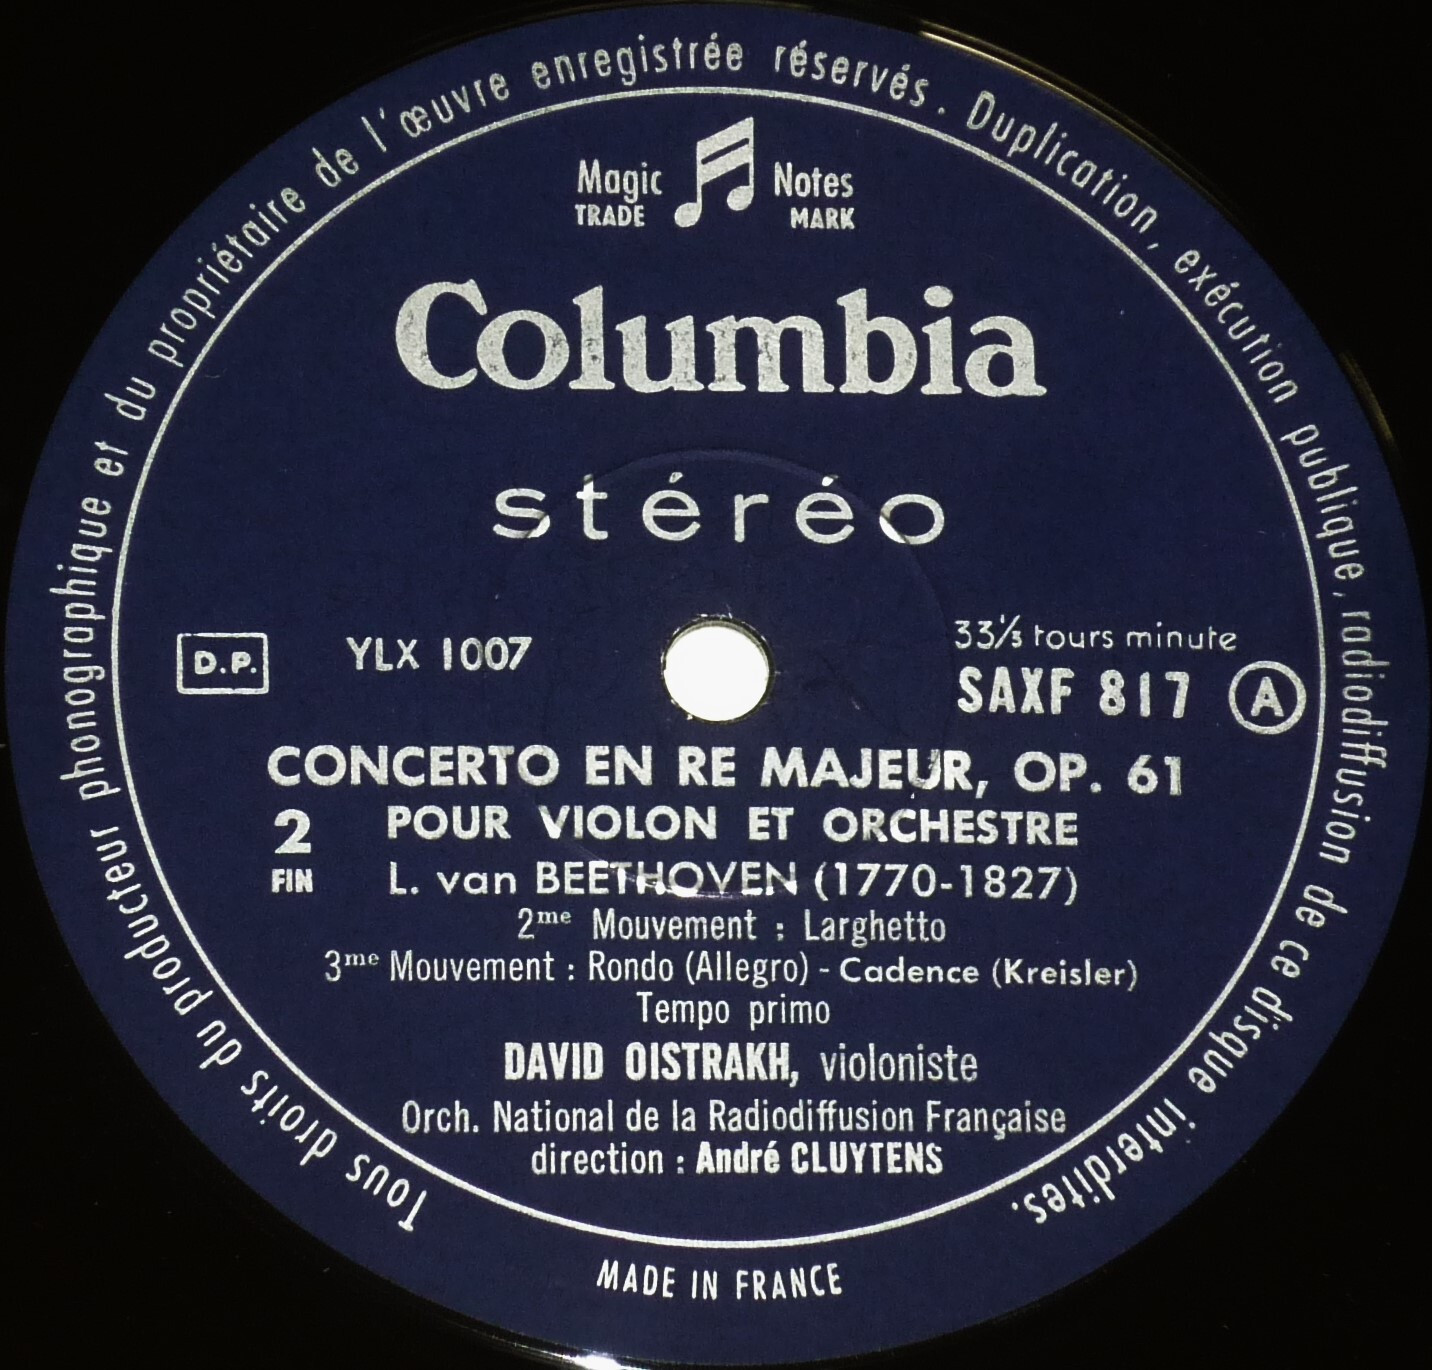 Tous droits du producteur phonographique et du propriétaire de l'œuvre enregistrée réservés. Duplication, exécution publique, radiodiffusion de ce disque interdites.
Magic Notes
TRADE MARK
Columbia
stéréo
D.P. YLX 1007
33⅓ tours minute
SAXF 817 A
CONCERTO EN RE MAJEUR, OP. 61
2 POUR VIOLON ET ORCHESTRE
FIN L. van BEETHOVEN (1770-1827)
2me Mouvement : Larghetto
3me Mouvement : Rondo (Allegro) - Cadence (Kreisler)
Tempo primo
DAVID OISTRAKH, violoniste
Orch. National de la Radiodiffusion Française
direction : André CLUYTENS
MADE IN FRANCE